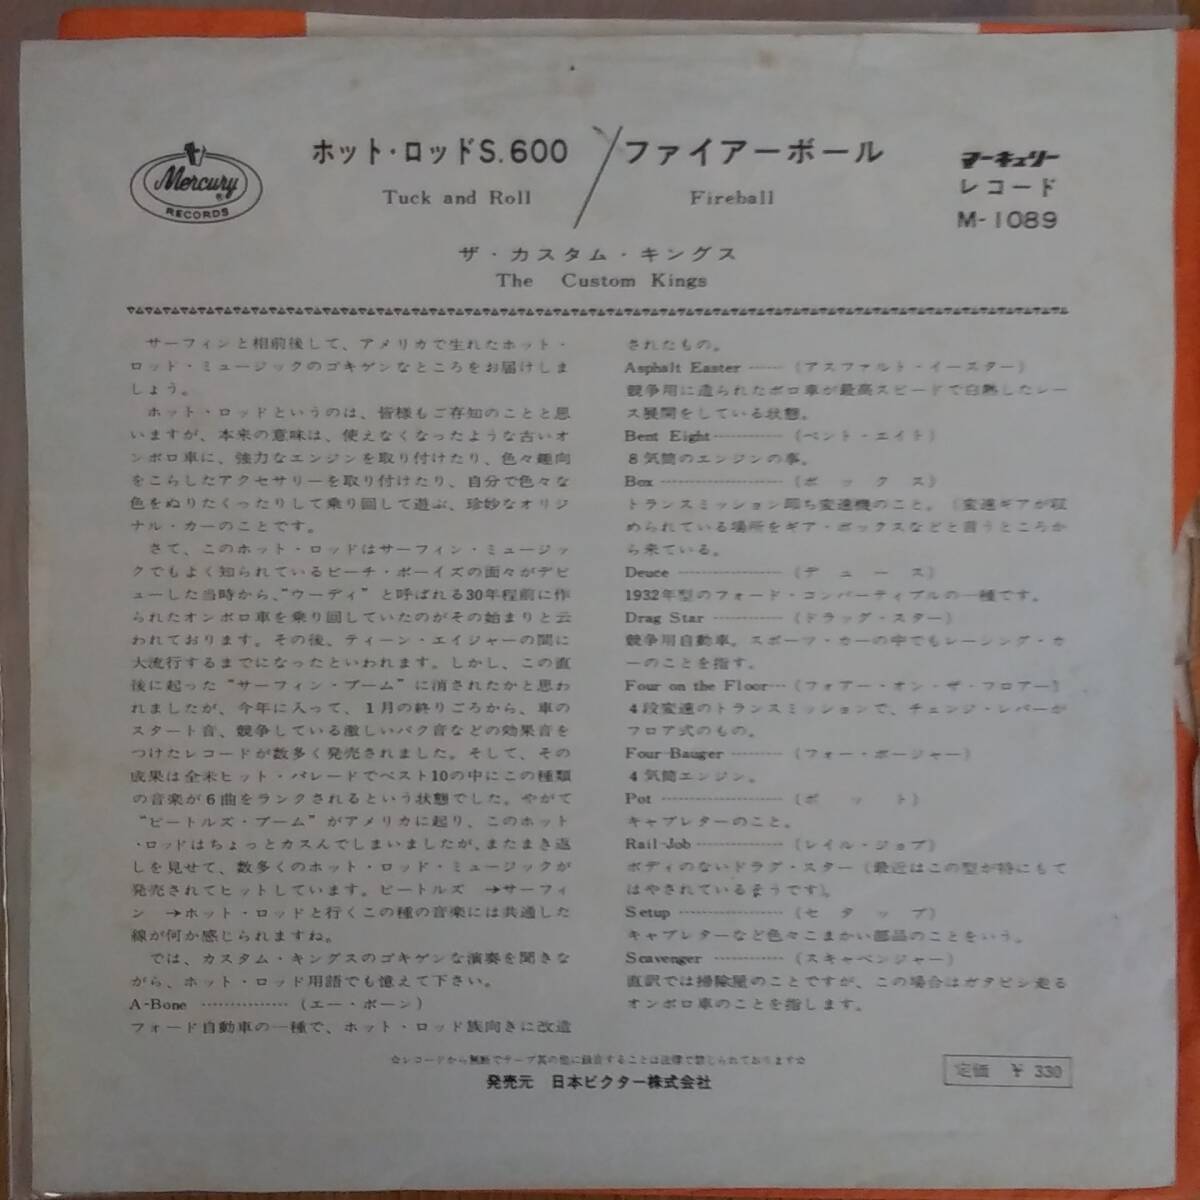 Mercury
RECORDS
ホット・ロッドS.600 / ファイアーボール
Tuck and Roll Fireball
マーキュリー
レコード
M-1089
ザ・カスタム・キングス
The Custom Kings
サーフィンと相前後して、アメリカで生れたホット・
ロッド・ミュージックのゴキゲンなところをお届けしま
しょう。
ホット・ロッドというのは、皆様もご存知のことと思
いますが、本来の意味は、使えなくなったような古いオ
ンボロ車に、強力なエンジンを取り付けたり、色々趣向
をこらしたアクセサリーを取り付けたり、自分で色々な
色をぬりたくったりして乗り回して遊ぶ、珍妙なオリジ
ナル・カーのことです。
さて、このホット・ロッドはサーフィン・ミュージッ
クでもよく知られているビーチ・ボーイズの面々がデビ
ューした当時から、"ウーディ"と呼ばれる30年程前に作
られたオンボロ車を乗り回していたのがその始まりと云
われております。その後、ティーン・エイジャーの間に
大流行するまでになったといわれます。しかし、この直
後に起った"サーフィン・ブーム"に消されたかと思わ
れましたが、今年に入って、1月の終りごろから、車の
スタート音、競争している激しいバク音などの効果音を
つけたレコードが数多く発売されました。そして、その
成果は全米ヒット・パレードでベスト10の中にこの種類
の音楽が6曲をランクされるという状態でした。やがて
"ビートルズ・ブーム"がアメリカに起り、このホット
・ロッドはちょっとカスんでしまいましたが、またまき返
しを見せて、数多くのホット・ロッド・ミュージックが
発売されてヒットしています。ビートルズ →サーフィ
ン →ホット・ロッドと行くこの種の音楽には共通した
線が何か感じられますね。
では、カスタム・キングスのゴキゲンな演奏を聞きな
がら、ホット・ロッド用語でも憶えて下さい。
A-Bone ……………(エー・ボーン)
フォード自動車の一種で、ホット・ロッド族向きに改造
されたもの。
Asphalt Easter ……(アスファルト・イースター)
競争用に造られたボロ車が最高スピードで白熱したレー
ス展開をしている状態。
Bent Eight…………(ベント・エイト)
8気筒のエンジンの事。
Box …………………(ボックス)
トランスミッション即ち変速機のこと。(変速ギアが収
められている場所をギア・ボックスなどと言うところか
ら来ている。
Deuce ………………(デュース)
1932年型のフォード・コンバーティブルの一種です。
Drag Star …………(ドラッグ・スター)
競争用自動車。スポーツ・カーの中でもレーシング・カ
ーのことを指す。
Four on the Floor…(フォアー・オン・ザ・フロアー)
4段変速のトランスミッションで、チェンジ・レバーが
フロア式のもの。
Four-Bauger ………(フォー・ボージャー)
4気筒エンジン。
Pot …………………(ポット)
キャブレターのこと。
Rail-Job ……………(レイル・ジョブ)
ボディのないドラグ・スター(最近はこの型が特にもて
はやされているそうです)。
Setup ………………(セタップ)
キャブレターなど色々こまかい部品のことをいう。
Scavenger …………(スキャベンジャー)
直訳では掃除屋のことですが、この場合はガタピシ走る
オンボロ車のことを指します。
☆レコードから無断でテープ其の他に録音することは法律で禁じられております☆
発売元 日本ビクター株式会社
定価 ¥ 330